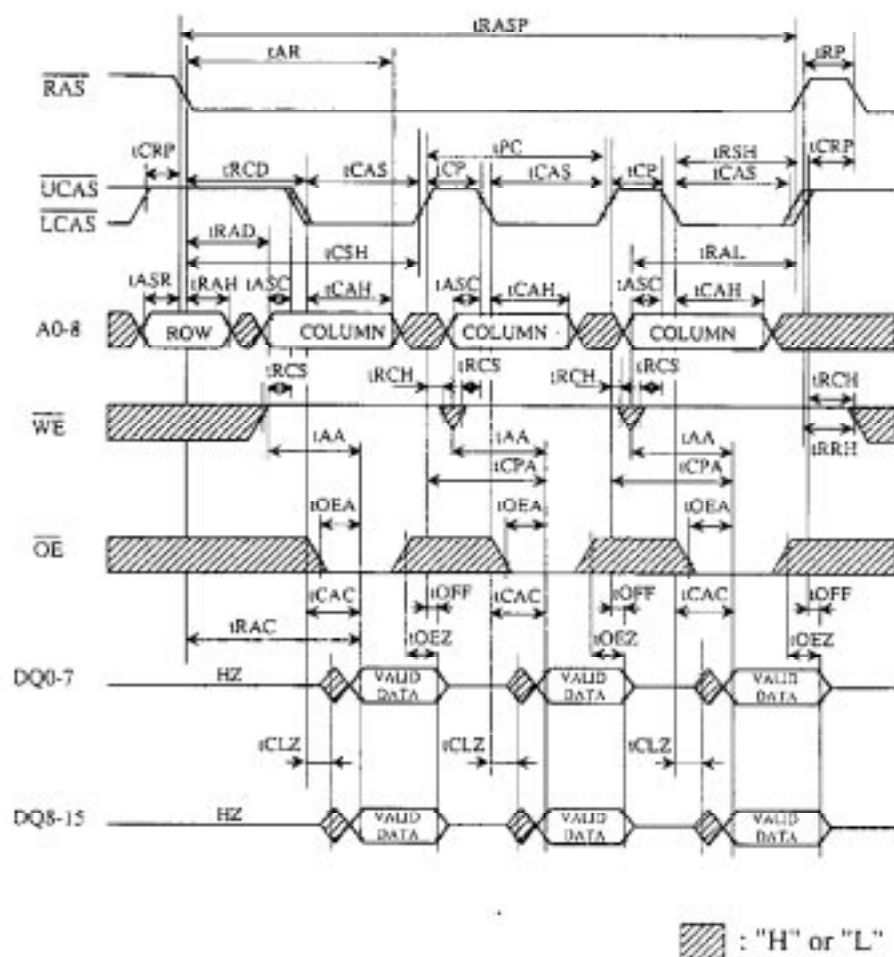 tRASP
tAR
tRP
RAS
tCRP
tRCD
tCAS
tPC
tCP
tCAS
tCP
tRSH
tCAS
tCRP
UCAS
LCAS
tRAD
tCSH
tRAL
tASR
tRAH
tASC
tCAH
tASC
tCAH
tASC
tCAH
A0-8
ROW
COLUMN
COLUMN
COLUMN
tRCS
tRCH
tRCS
tRCH
tRCS
tRCH
WE
tAA
tAA
tAA
tRRH
tCPA
tCPA
tOEA
tOEA
tOEA
OE
tCAC
tOFF
tCAC
tOFF
tCAC
tOFF
tRAC
tOEZ
tOEZ
tOEZ
DQ0-7
HZ
VALID DATA
VALID DATA
VALID DATA
tCLZ
tCLZ
tCLZ
DQ8-15
HZ
VALID DATA
VALID DATA
VALID DATA
: "H" or "L"